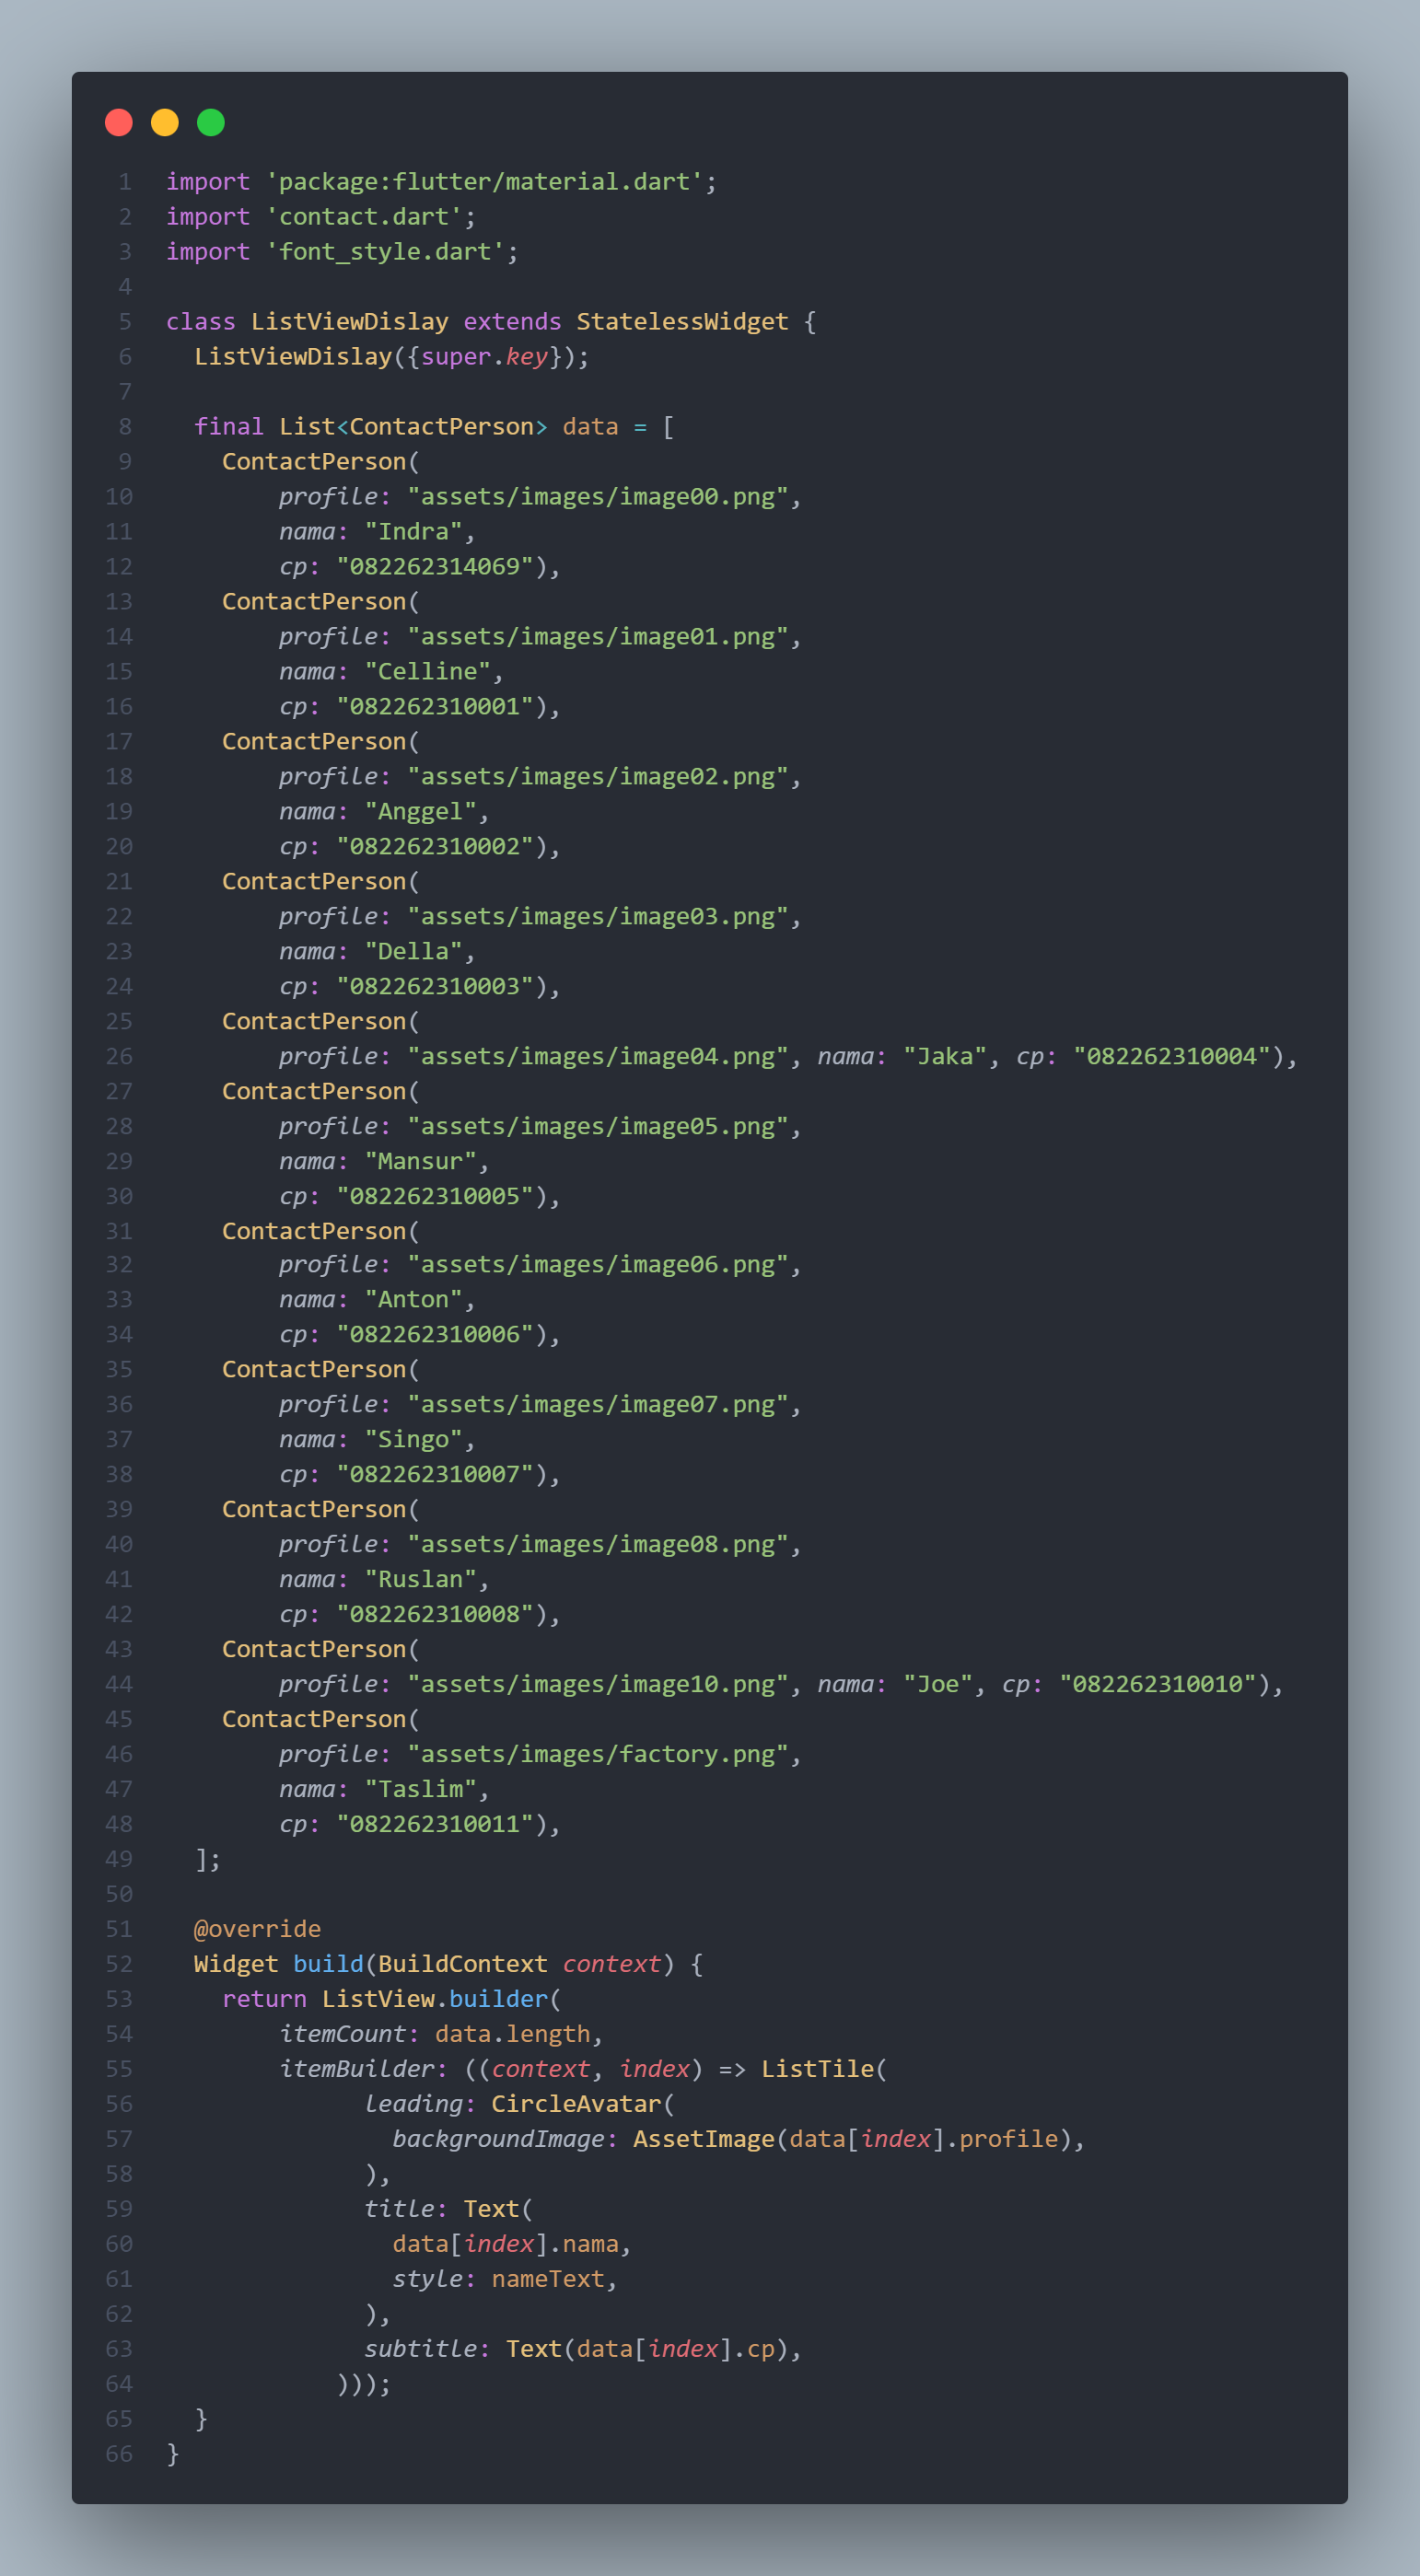 1 import 'package:flutter/material.dart';
2 import 'contact.dart';
3 import 'font_style.dart';
4
5 class ListViewDislay extends StatelessWidget {
6   ListViewDislay({super.key});
7
8   final List<ContactPerson> data = [
9     ContactPerson(
10         profile: "assets/images/image00.png",
11         nama: "Indra",
12         cp: "082262314069"),
13     ContactPerson(
14         profile: "assets/images/image01.png",
15         nama: "Celline",
16         cp: "082262310001"),
17     ContactPerson(
18         profile: "assets/images/image02.png",
19         nama: "Anggel",
20         cp: "082262310002"),
21     ContactPerson(
22         profile: "assets/images/image03.png",
23         nama: "Della",
24         cp: "082262310003"),
25     ContactPerson(
26         profile: "assets/images/image04.png", nama: "Jaka", cp: "082262310004"),
27     ContactPerson(
28         profile: "assets/images/image05.png",
29         nama: "Mansur",
30         cp: "082262310005"),
31     ContactPerson(
32         profile: "assets/images/image06.png",
33         nama: "Anton",
34         cp: "082262310006"),
35     ContactPerson(
36         profile: "assets/images/image07.png",
37         nama: "Singo",
38         cp: "082262310007"),
39     ContactPerson(
40         profile: "assets/images/image08.png",
41         nama: "Ruslan",
42         cp: "082262310008"),
43     ContactPerson(
44         profile: "assets/images/image10.png", nama: "Joe", cp: "082262310010"),
45     ContactPerson(
46         profile: "assets/images/factory.png",
47         nama: "Taslim",
48         cp: "082262310011"),
49   ];
50
51   @override
52   Widget build(BuildContext context) {
53     return ListView.builder(
54         itemCount: data.length,
55         itemBuilder: ((context, index) => ListTile(
56               leading: CircleAvatar(
57                 backgroundImage: AssetImage(data[index].profile),
58               ),
59               title: Text(
60                 data[index].nama,
61                 style: nameText,
62               ),
63               subtitle: Text(data[index].cp),
64             )));
65   }
66 }